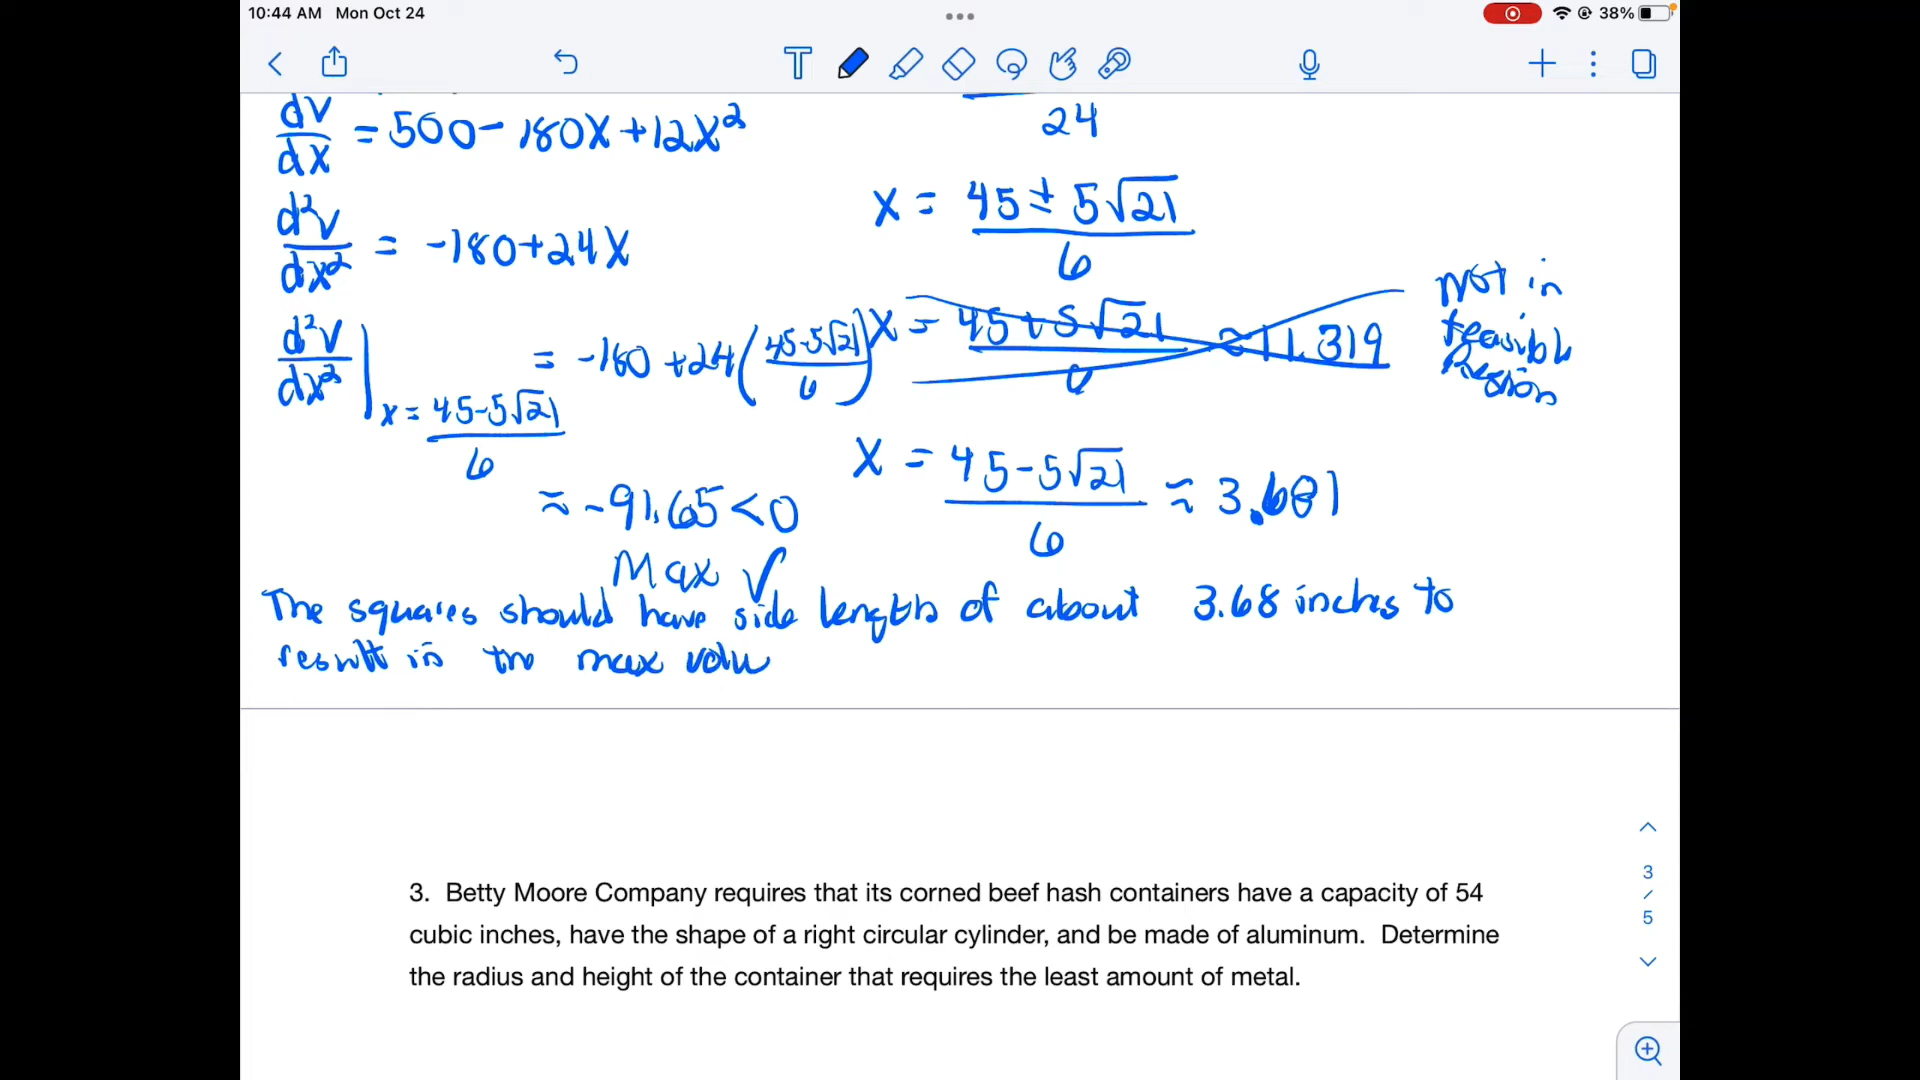 10:44 AM Mon Oct 24
38%
dV/dx = 500 - 180x + 12x²
24
x = (45 ± 5√21)/6
d²V/dx² = -180 + 24x
x = (45 + 5√21)/6 ≈ 11.319
Not in
feasible
Region
d²V/dx² | x = (45-5√21)/6 = -180 + 24((45-5√21)/6)
x = (45 - 5√21)/6 ≈ 3.681
≈ -91.65 < 0
Max ✓
The squares should have side lengths of about 3.68 inches to
result in the max volu
3. Betty Moore Company requires that its corned beef hash containers have a capacity of 54
cubic inches, have the shape of a right circular cylinder, and be made of aluminum. Determine
the radius and height of the container that requires the least amount of metal.
3
/
5